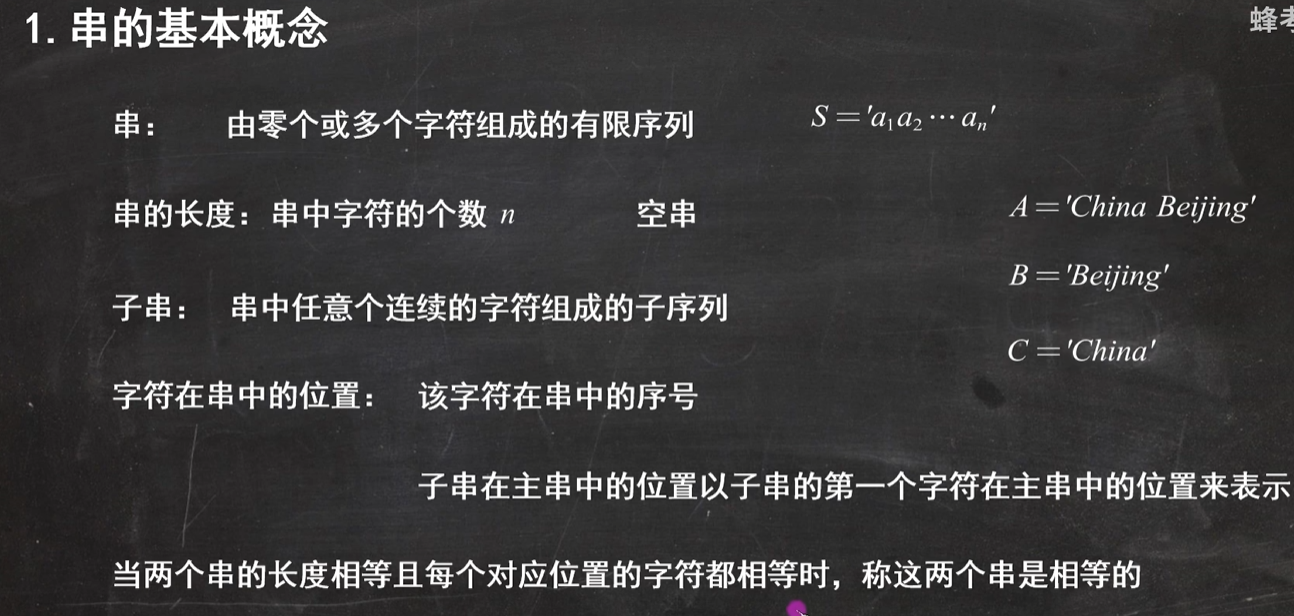 1. 串的基本概念
蜂考
串： 由零个或多个字符组成的有限序列 S='a₁a₂⋯aₙ'
串的长度：串中字符的个数 n 空串 A='China Beijing'
B='Beijing'
子串： 串中任意个连续的字符组成的子序列
C='China'
字符在串中的位置： 该字符在串中的序号
子串在主串中的位置以子串的第一个字符在主串中的位置来表示
当两个串的长度相等且每个对应位置的字符都相等时，称这两个串是相等的